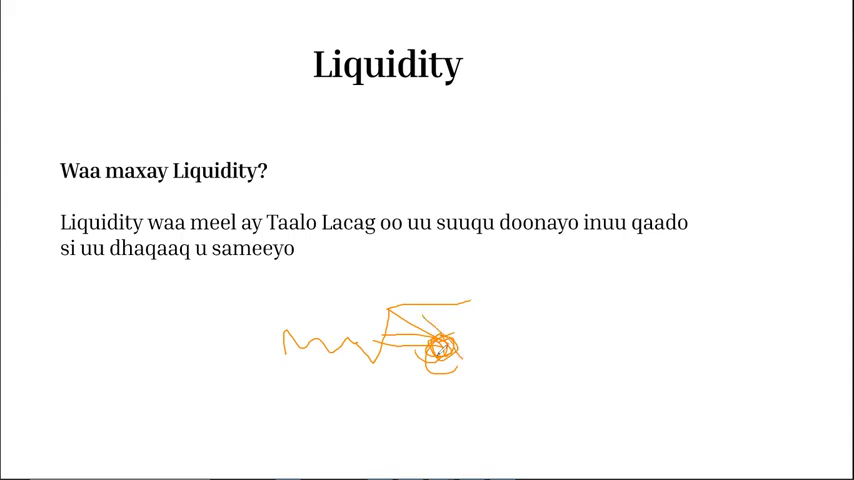 Liquidity
Waa maxay Liquidity?
Liquidity waa meel ay Taalo Lacag oo uu suuqu doonayo inuu qaado
si uu dhaqaaq u sameeyo